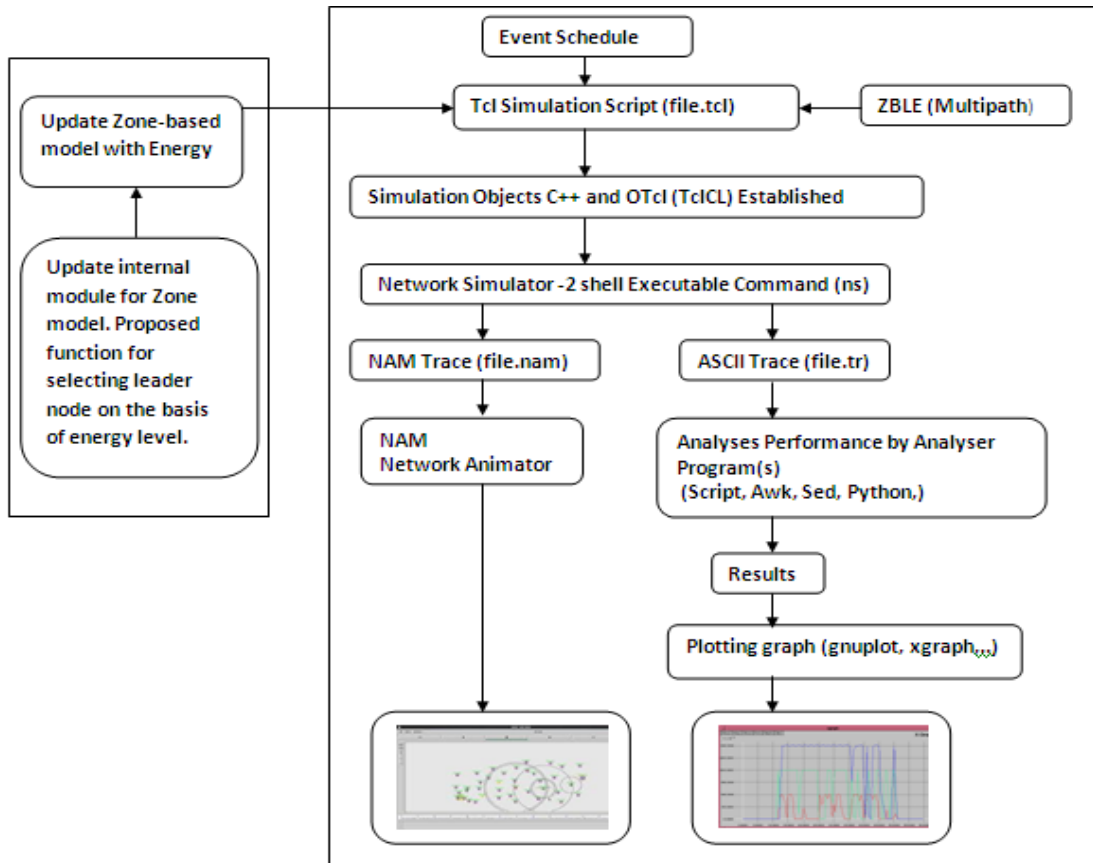 Event Schedule
Tcl Simulation Script (file.tcl)
ZBLE (Multipath)
Update Zone-based
model with Energy
Simulation Objects C++ and OTcl (TclCL) Established
Update internal
module for Zone
model. Proposed
function for
selecting leader
node on the basis
of energy level.
Network Simulator -2 shell Executable Command (ns)
NAM Trace (file.nam)
ASCII Trace (file.tr)
NAM
Network Animator
Analyses Performance by Analyser
Program(s)
(Script, Awk, Sed, Python,)
Results
Plotting graph (gnuplot, xgraph,,,)